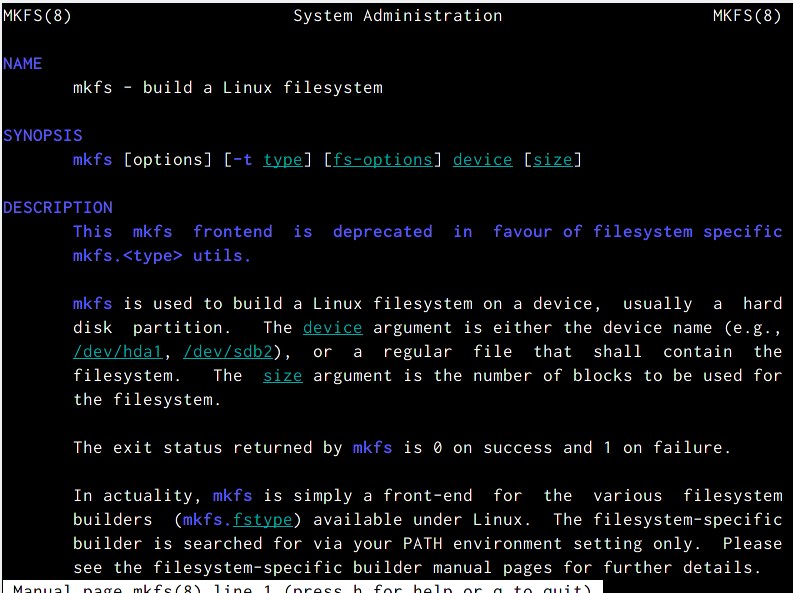 MKFS(8) System Administration MKFS(8)
NAME
mkfs - build a Linux filesystem
SYNOPSIS
mkfs [options] [-t type] [fs-options] device [size]
DESCRIPTION
This mkfs frontend is deprecated in favour of filesystem specific
mkfs.<type> utils.
mkfs is used to build a Linux filesystem on a device, usually a hard
disk partition. The device argument is either the device name (e.g.,
/dev/hda1, /dev/sdb2), or a regular file that shall contain the
filesystem. The size argument is the number of blocks to be used for
the filesystem.
The exit status returned by mkfs is 0 on success and 1 on failure.
In actuality, mkfs is simply a front-end for the various filesystem
builders (mkfs.fstype) available under Linux. The filesystem-specific
builder is searched for via your PATH environment setting only. Please
see the filesystem-specific builder manual pages for further details.
Manual page mkfs(8) line 1 (press h for help or q to quit)